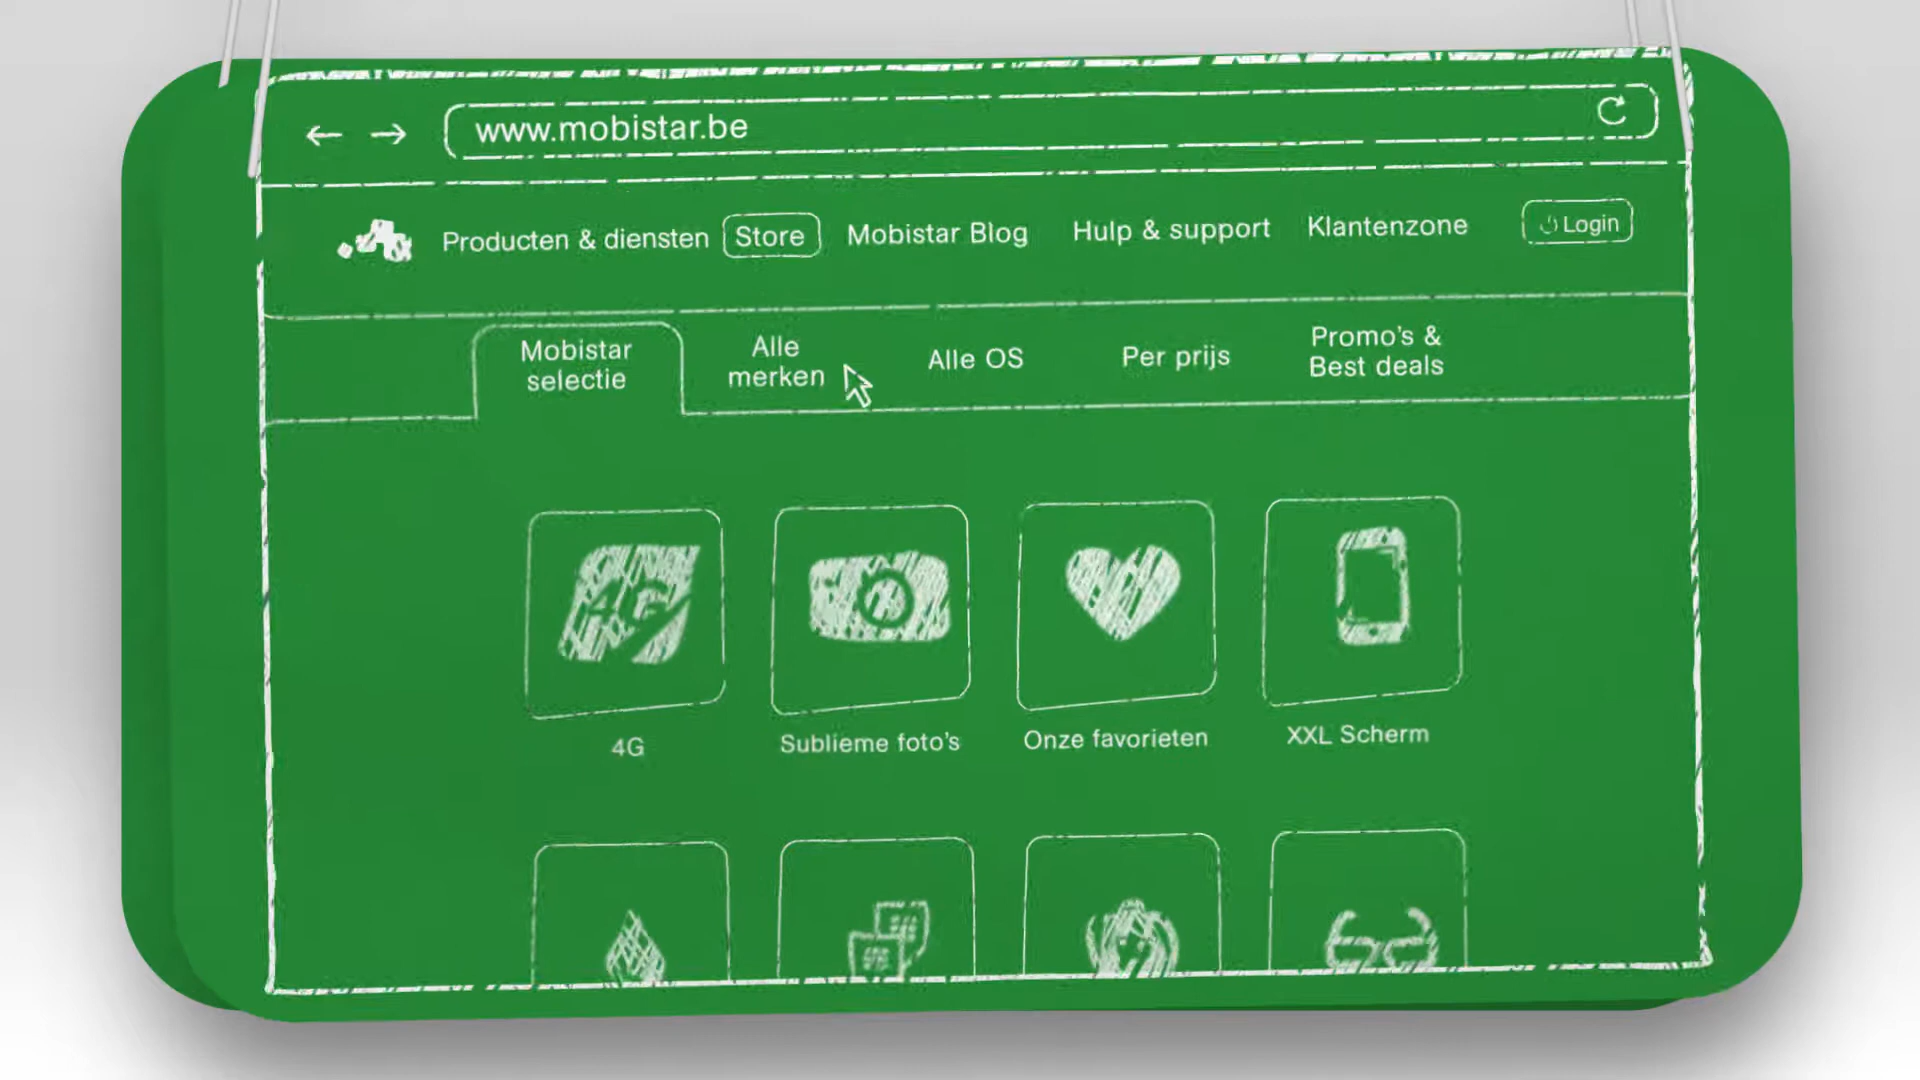 www.mobistar.be
Producten & diensten Store Mobistar Blog Hulp & support Klantenzone Login
Mobistar
selectie
Alle
merken
Alle OS
Per prijs
Promo's &
Best deals
4G
4G
Sublieme foto's
Onze favorieten
XXL Scherm